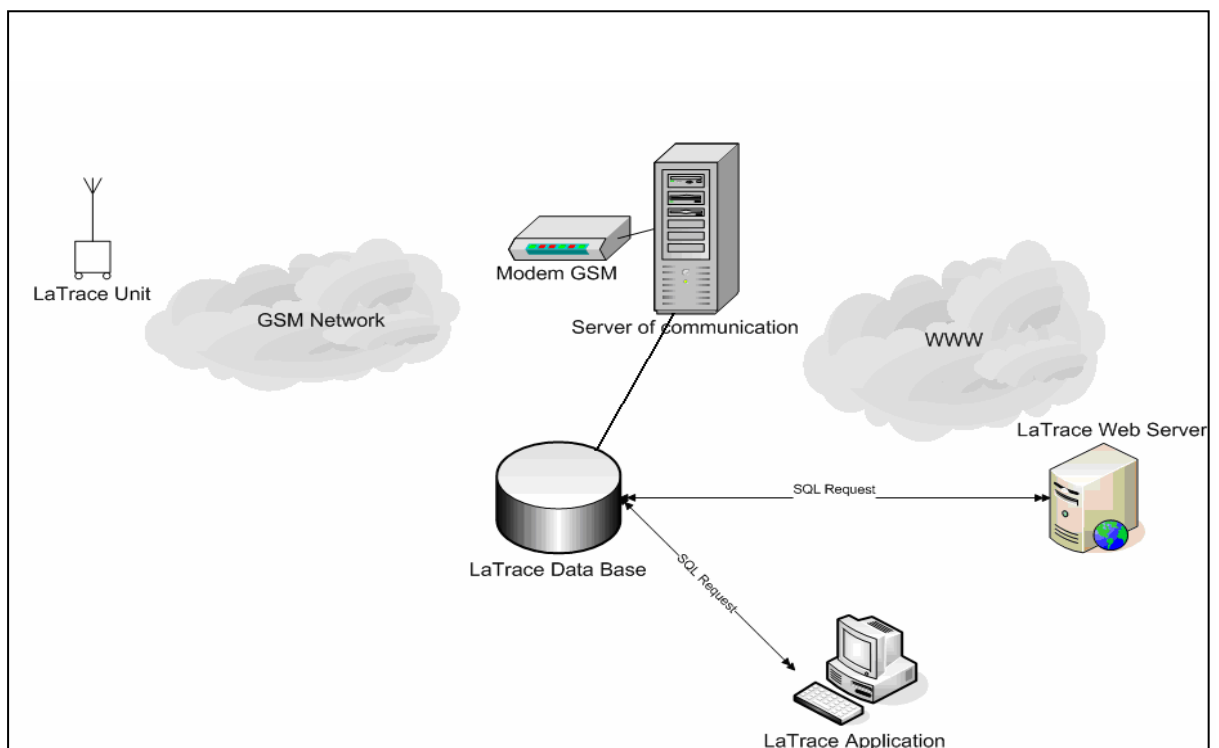 LaTrace Unit
GSM Network
Modem GSM
Server of communication
WWW
LaTrace Web Server
SQL Request
LaTrace Data Base
SQL Request
LaTrace Application